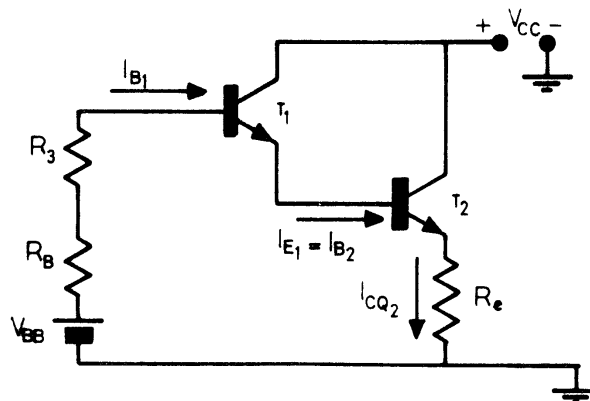 + V_CC -
I_B1
T_1
R_3
T_2
I_E1 = I_B2
R_B
I_CQ2
R_e
V_BB